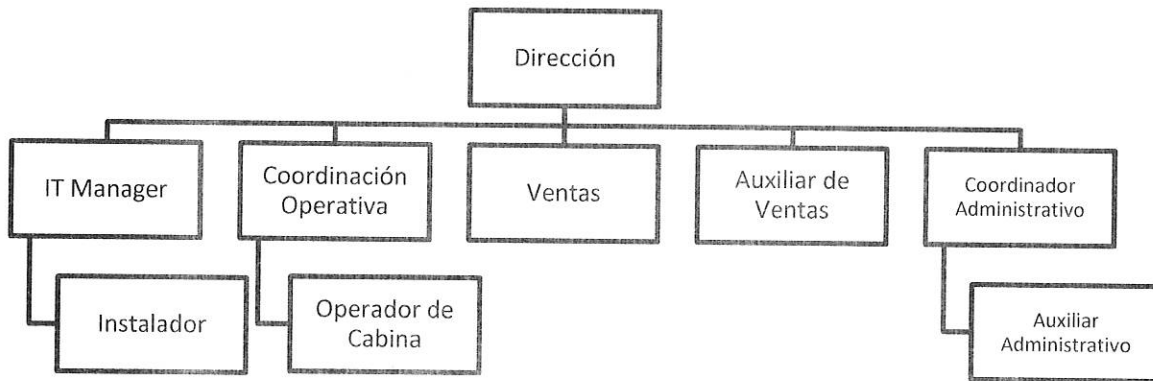 Dirección
IT Manager
Coordinación
Operativa
Ventas
Auxiliar de
Ventas
Coordinador
Administrativo
Instalador
Operador de
Cabina
Auxiliar
Administrativo